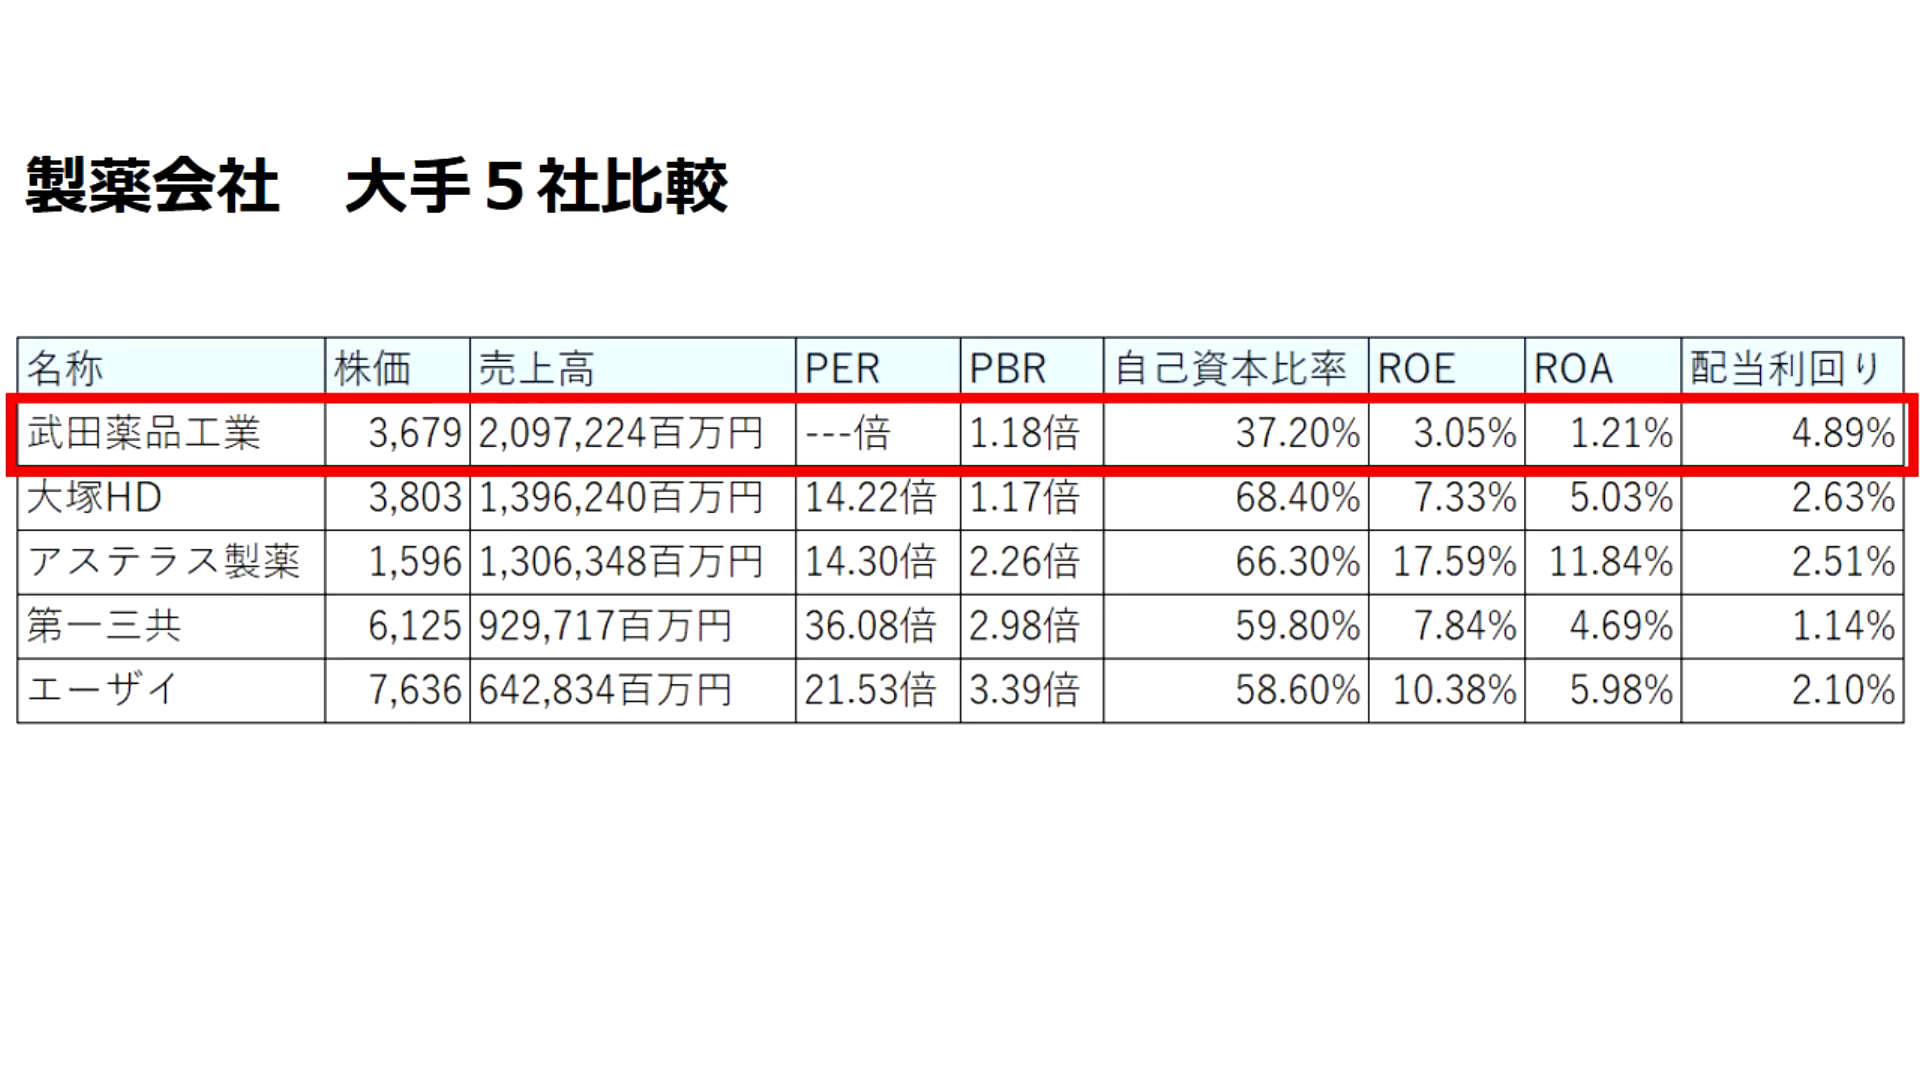 製薬会社　大手５社比較
名称 株価 売上高 PER PBR 自己資本比率 ROE ROA 配当利回り
武田薬品工業 3,679 2,097,224百万円 ---倍 1.18倍 37.20% 3.05% 1.21% 4.89%
大塚HD 3,803 1,396,240百万円 14.22倍 1.17倍 68.40% 7.33% 5.03% 2.63%
アステラス製薬 1,596 1,306,348百万円 14.30倍 2.26倍 66.30% 17.59% 11.84% 2.51%
第一三共 6,125 929,717百万円 36.08倍 2.98倍 59.80% 7.84% 4.69% 1.14%
エーザイ 7,636 642,834百万円 21.53倍 3.39倍 58.60% 10.38% 5.98% 2.10%